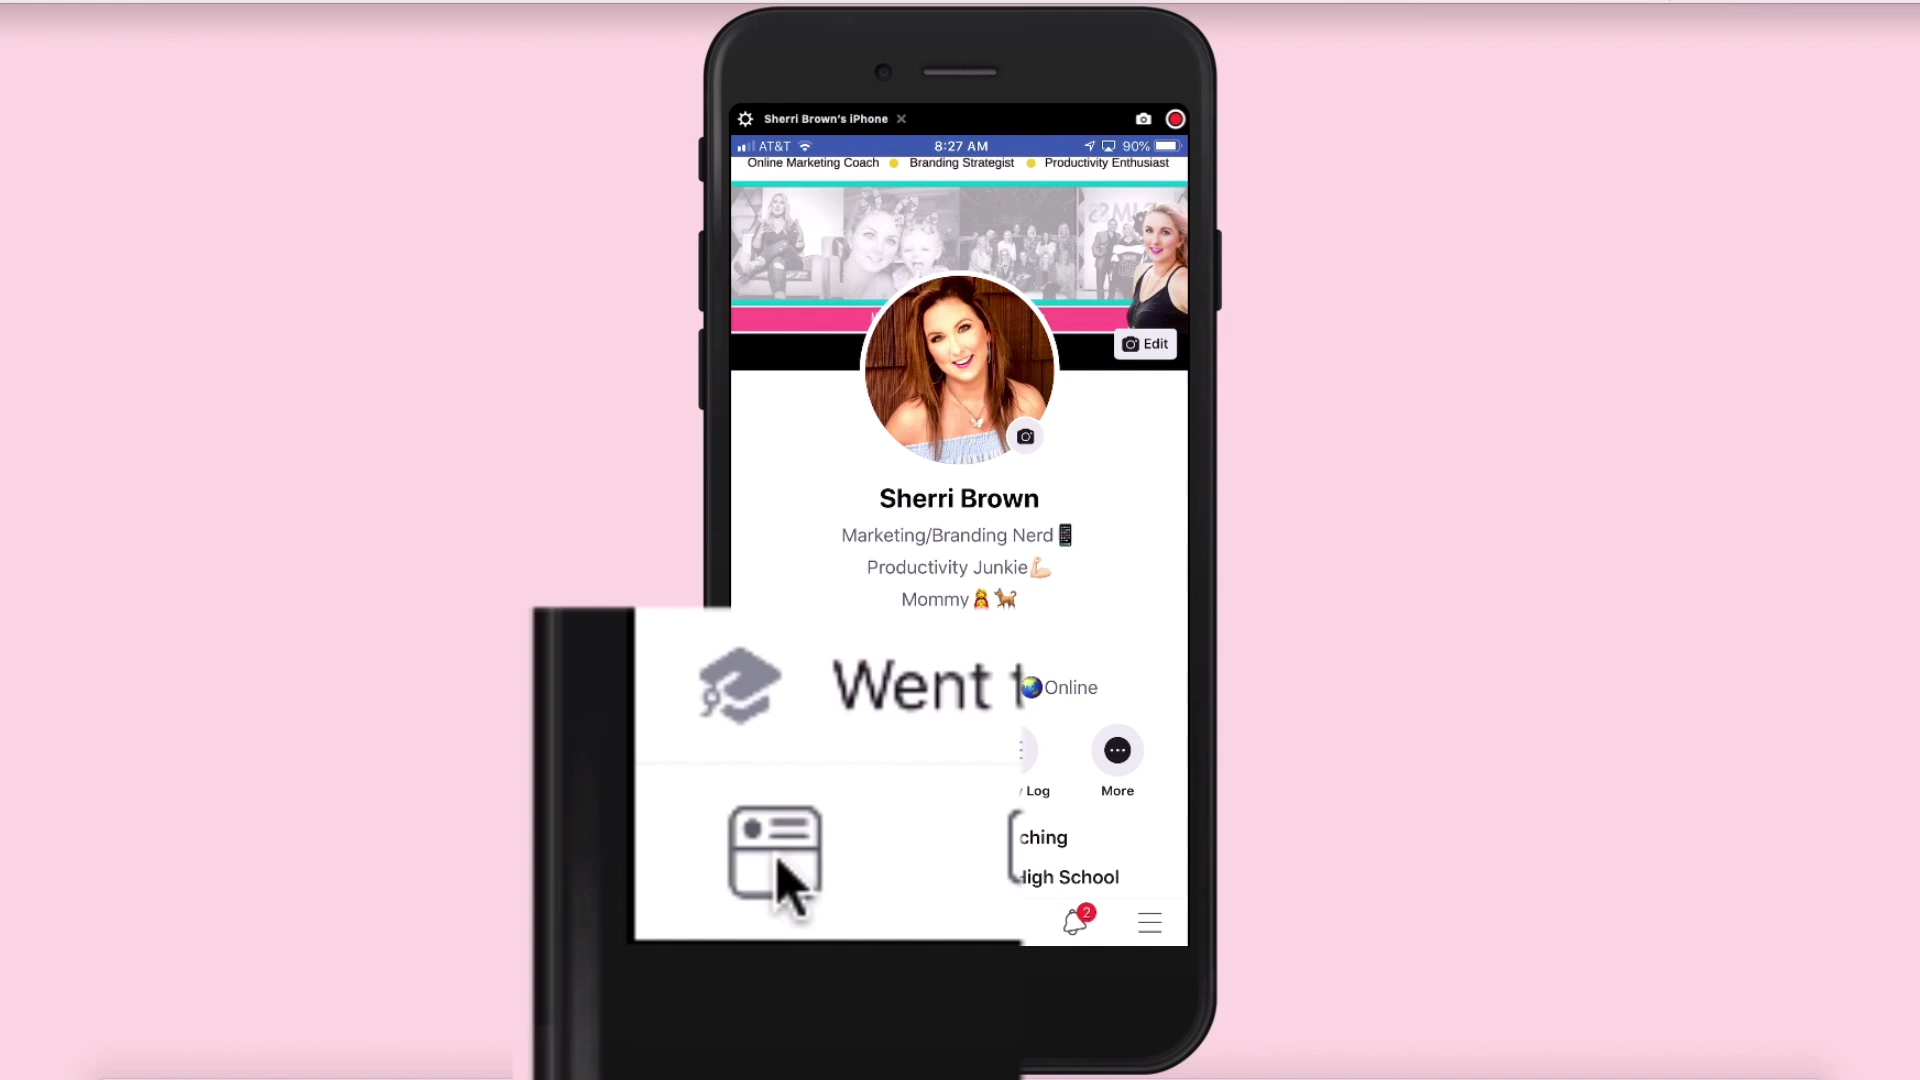 Sherri Brown's iPhone
AT&T 8:27 AM 90%
Online Marketing Coach Branding Strategist Productivity Enthusiast
Edit
Sherri Brown
Marketing/Branding Nerd
Productivity Junkie
Mommy
Online
Went
Log
More
ching
High School
2